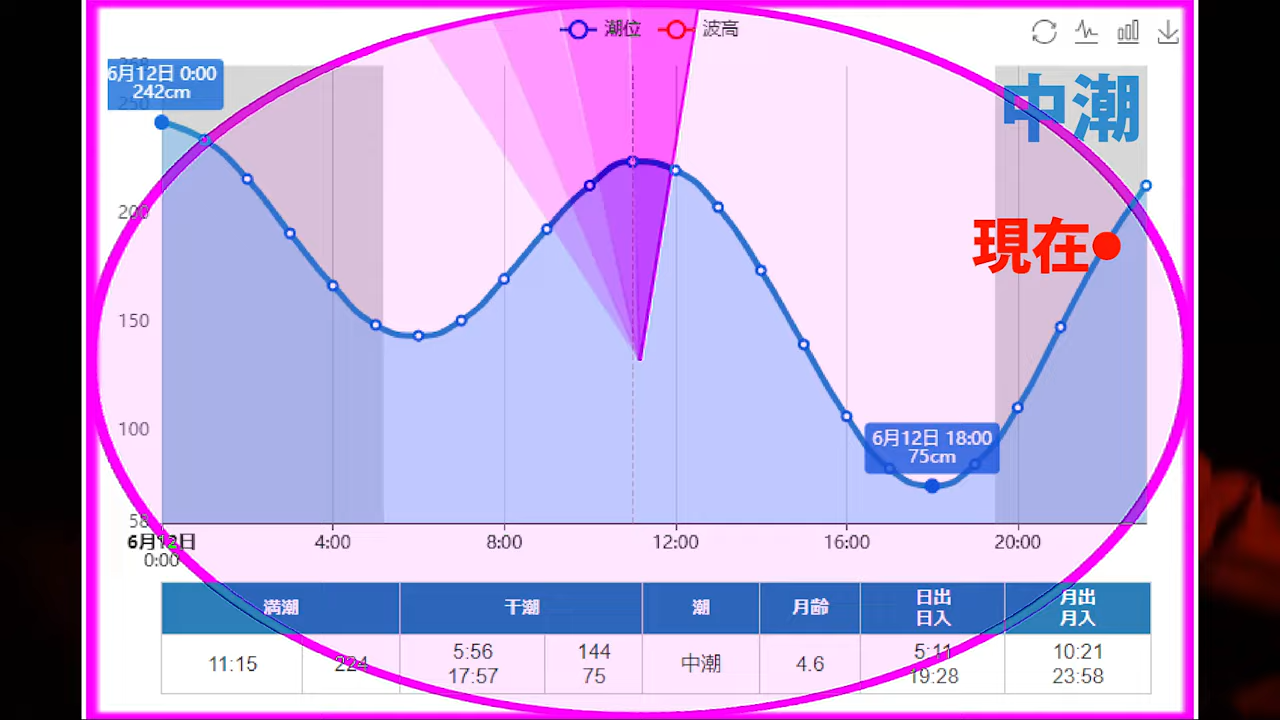 潮位 波高
6月12日 0:00
242cm
250
中潮
200
現在
150
100
6月12日 18:00
75cm
58
6月12日
0:00
4:00 8:00 12:00 16:00 20:00
満潮 干潮 潮 月齢 日出 月出
日入 月入
11:15 224 5:56 144 中潮 4.6 5:11 10:21
17:57 75 19:28 23:58